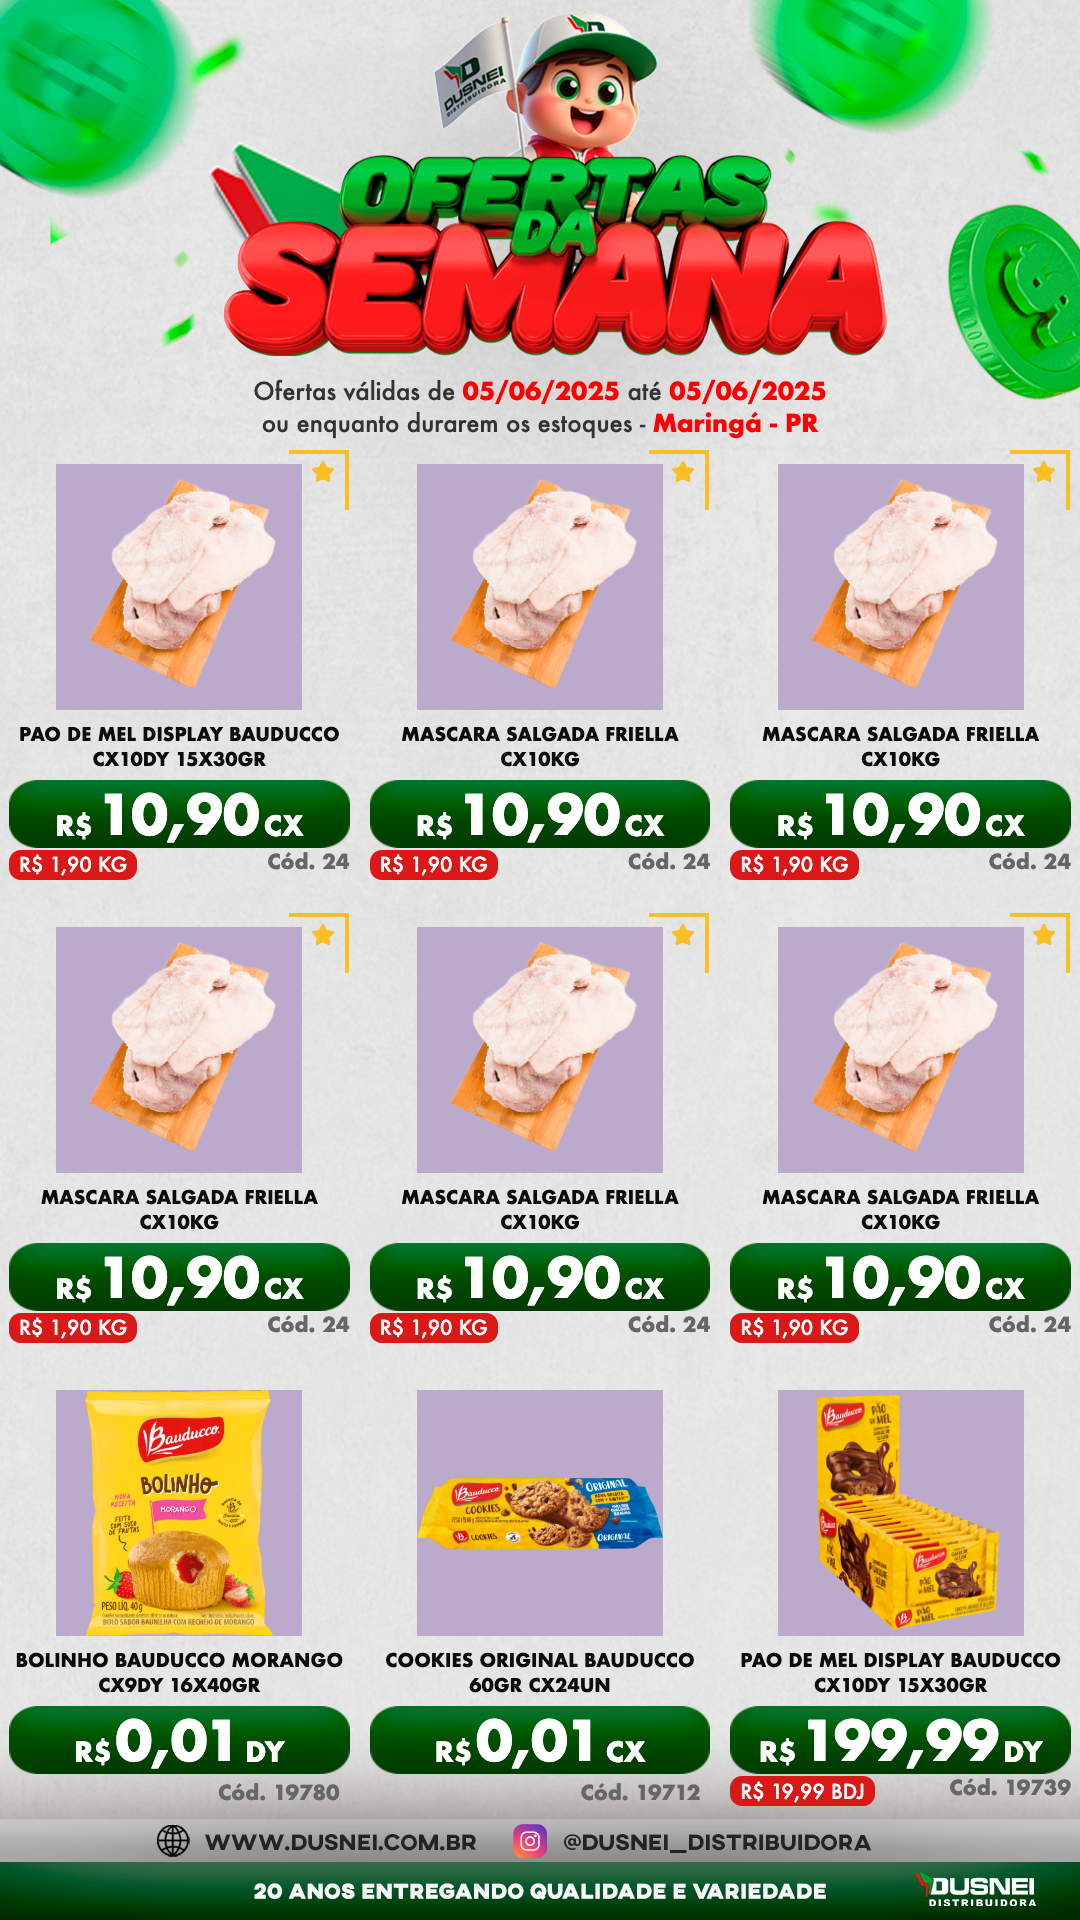 DUSNEI
DISTRIBUIDORA
OFERTAS
DA
SEMANA
Ofertas válidas de 05/06/2025 até 05/06/2025
ou enquanto durarem os estoques - Maringá - PR
PAO DE MEL DISPLAY BAUDUCCO
CX10DY 15X30GR
R$ 10,90 CX
R$ 1,90 KG
Cód. 24
MASCARA SALGADA FRIELLA
CX10KG
R$ 10,90 CX
R$ 1,90 KG
Cód. 24
MASCARA SALGADA FRIELLA
CX10KG
R$ 10,90 CX
R$ 1,90 KG
Cód. 24
MASCARA SALGADA FRIELLA
CX10KG
R$ 10,90 CX
R$ 1,90 KG
Cód. 24
MASCARA SALGADA FRIELLA
CX10KG
R$ 10,90 CX
R$ 1,90 KG
Cód. 24
MASCARA SALGADA FRIELLA
CX10KG
R$ 10,90 CX
R$ 1,90 KG
Cód. 24
Bauducco
BOLINHO
NOVA
RECEITA
MORANGO
FEITO
COM SUCO
DE FRUTAS
PESO LÍQ. 40g
BOLO SABOR BAUNILHA COM RECHEIO DE MORANGO
BOLINHO BAUDUCCO MORANGO
CX9DY 16X40GR
R$ 0,01 DY
Cód. 19780
Bauducco
COOKIES
ORIGINAL
COOKIES
ORIGINAL
COOKIES ORIGINAL BAUDUCCO
60GR CX24UN
R$ 0,01 CX
Cód. 19712
Bauducco
PÃO
DE MEL
Bauducco
PÃO
DE MEL
PAO DE MEL DISPLAY BAUDUCCO
CX10DY 15X30GR
R$ 199,99 DY
R$ 19,99 BDJ
Cód. 19739
WWW.DUSNEI.COM.BR
@DUSNEI_DISTRIBUIDORA
20 ANOS ENTREGANDO QUALIDADE E VARIEDADE
DUSNEI
DISTRIBUIDORA